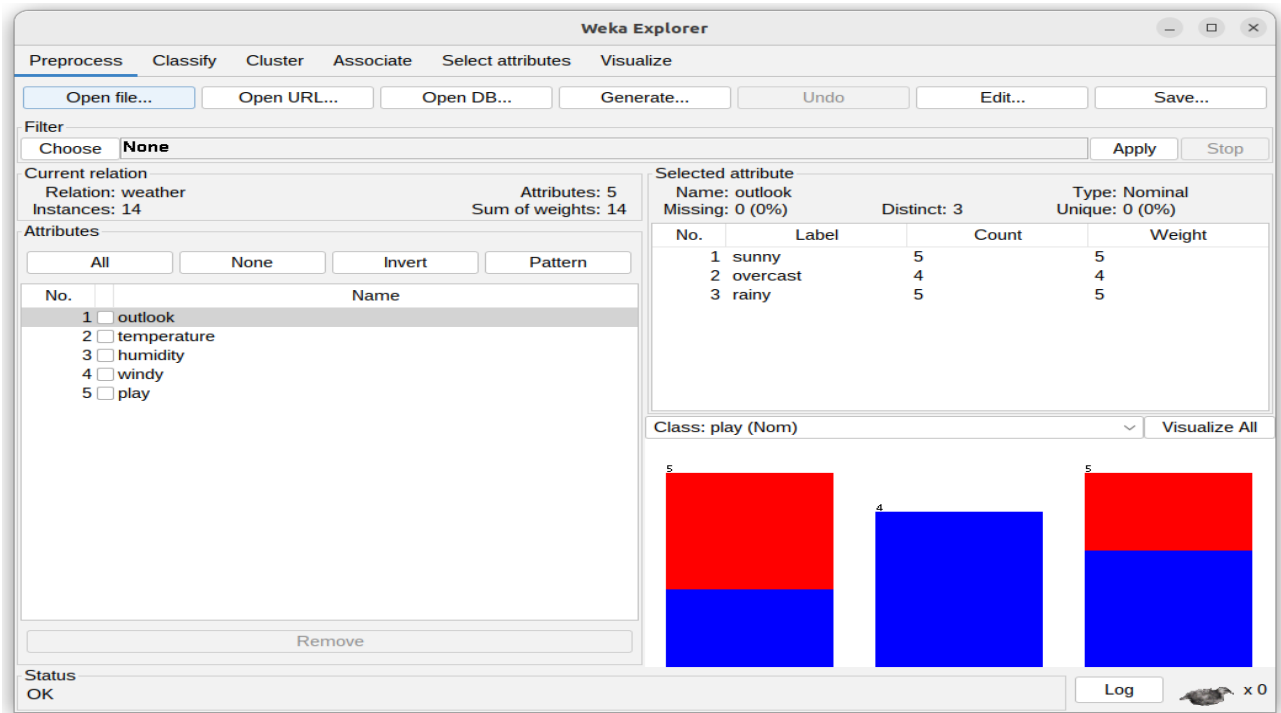 Weka Explorer
Preprocess Classify Cluster Associate Select attributes Visualize
Open file... Open URL... Open DB... Generate... Undo Edit... Save...
Filter
Choose None Apply Stop
Current relation
Relation: weather Attributes: 5
Instances: 14 Sum of weights: 14
Attributes
All None Invert Pattern
No. Name
1 outlook
2 temperature
3 humidity
4 windy
5 play
Remove
Selected attribute
Name: outlook Type: Nominal
Missing: 0 (0%) Distinct: 3 Unique: 0 (0%)
No. Label Count Weight
1 sunny 5 5
2 overcast 4 4
3 rainy 5 5
Class: play (Nom) Visualize All
5 4 5
Status
OK
Log x 0